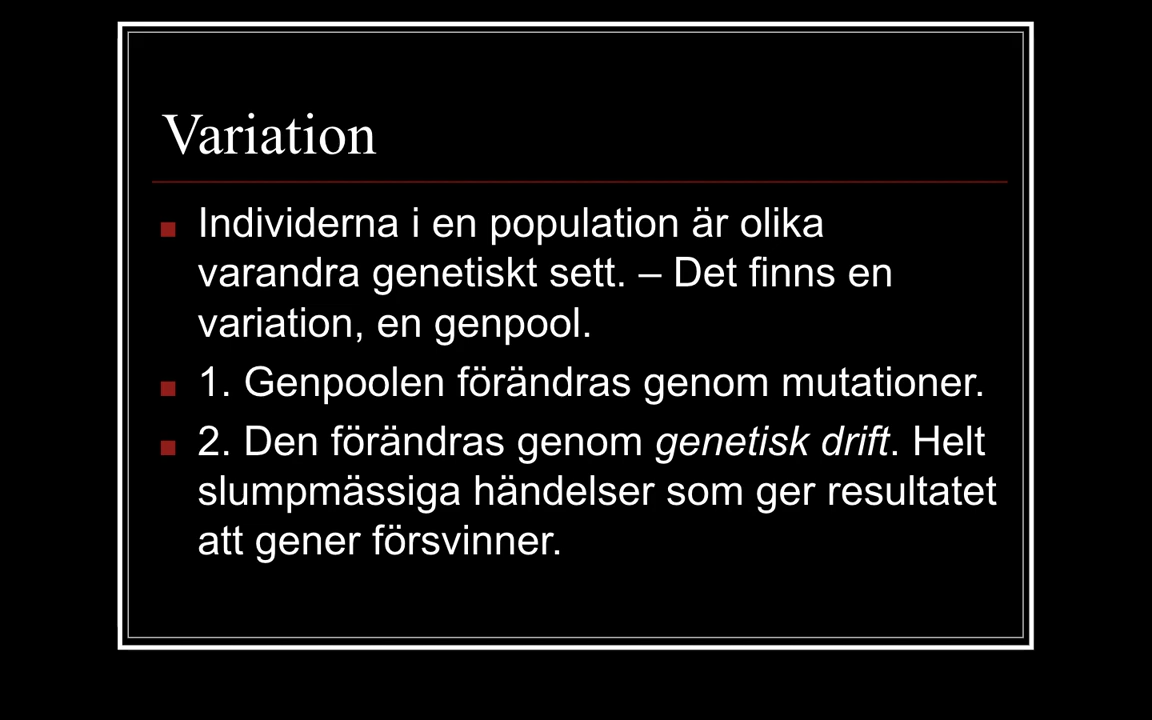 Variation
Individerna i en population är olika
varandra genetiskt sett. – Det finns en
variation, en genpool.
1. Genpoolen förändras genom mutationer.
2. Den förändras genom genetisk drift. Helt
slumpmässiga händelser som ger resultatet
att gener försvinner.